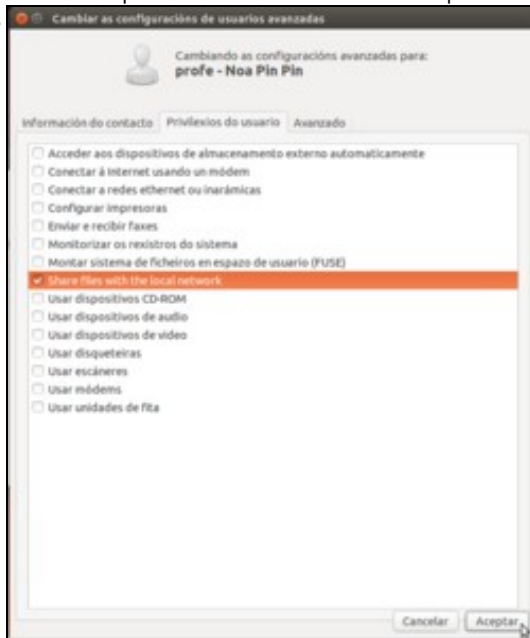 Cambiar as configuracións de usuarios avanzadas
Cambiando as configuracións avanzadas para:
profe - Noa Pin Pin
Información do contacto Privilexios do usuario Avanzado
Acceder aos dispositivos de almacenamento externo automaticamente
Conectar á Internet usando un módem
Conectar a redes ethernet ou inarámicas
Configurar impresoras
Enviar e recibir faxes
Monitorizar os rexistros do sistema
Montar sistema de ficheiros en espazo de usuario (FUSE)
Share files with the local network
Usar dispositivos CD-ROM
Usar dispositivos de audio
Usar dispositivos de video
Usar disqueteiras
Usar escáneres
Usar módems
Usar unidades de fita
Cancelar Aceptar